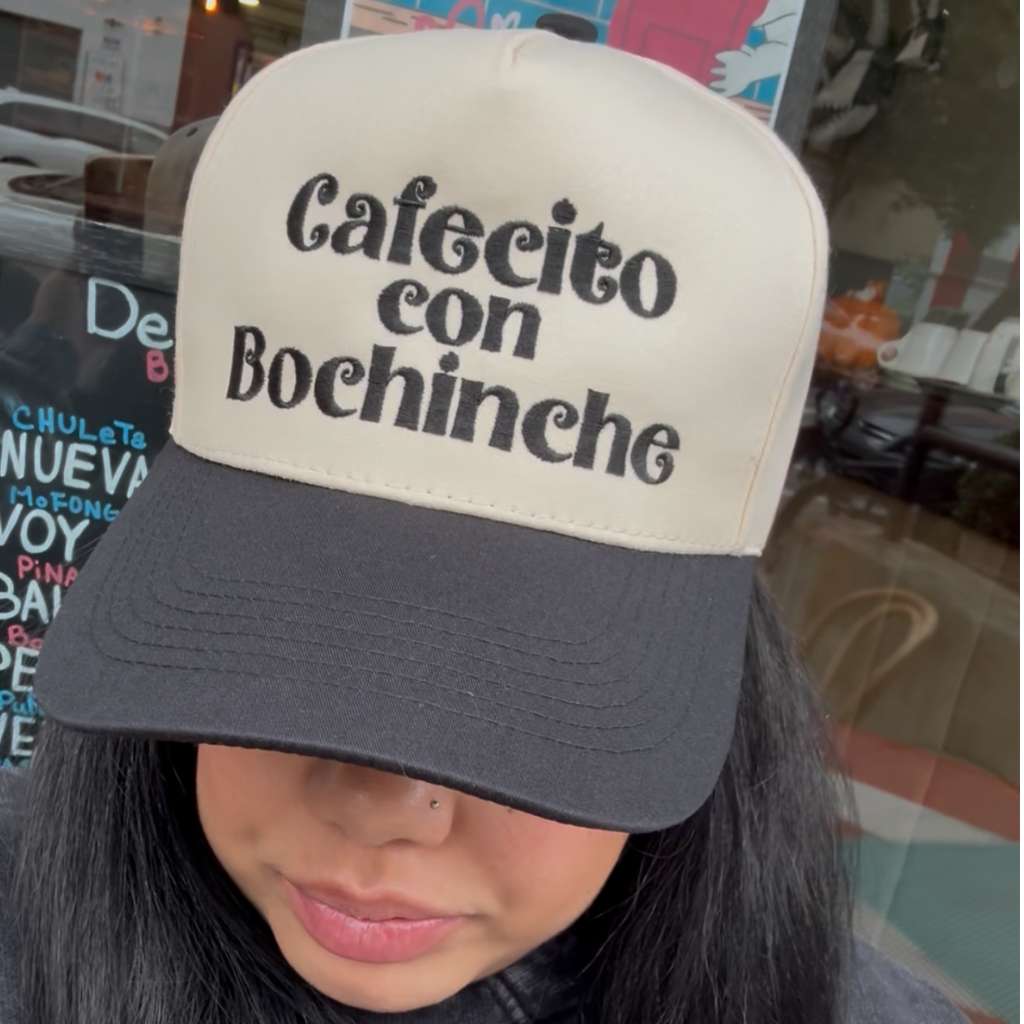 Cafecito
con
Bochinche
De
B
CHULeTa
NUEVA
MoFONG
VOY
PiNA
BA
PE